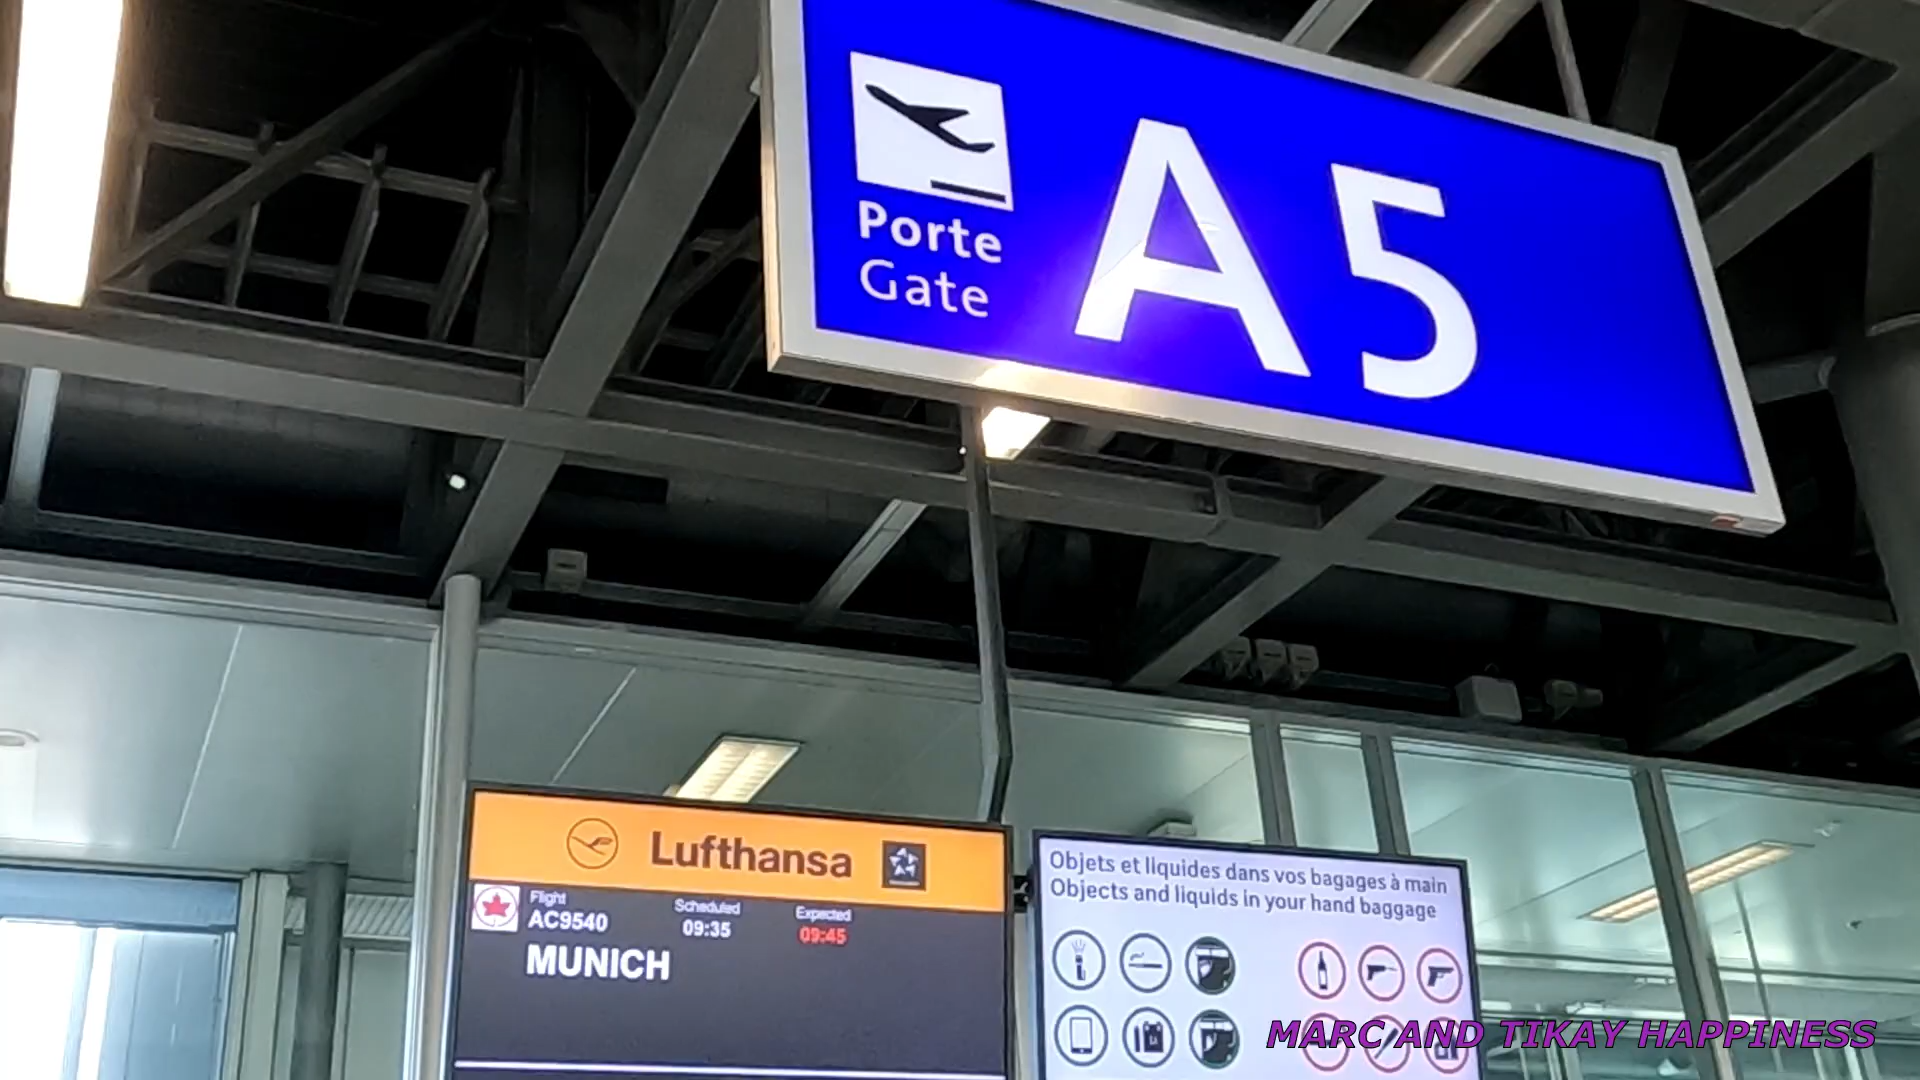 Porte
Gate
A5
Lufthansa
Flight
AC9540
Scheduled
09:35
Expected
09:45
MUNICH
Objets et liquides dans vos bagages à main
Objects and liquids in your hand baggage
MARC AND TIKAY HAPPINESS